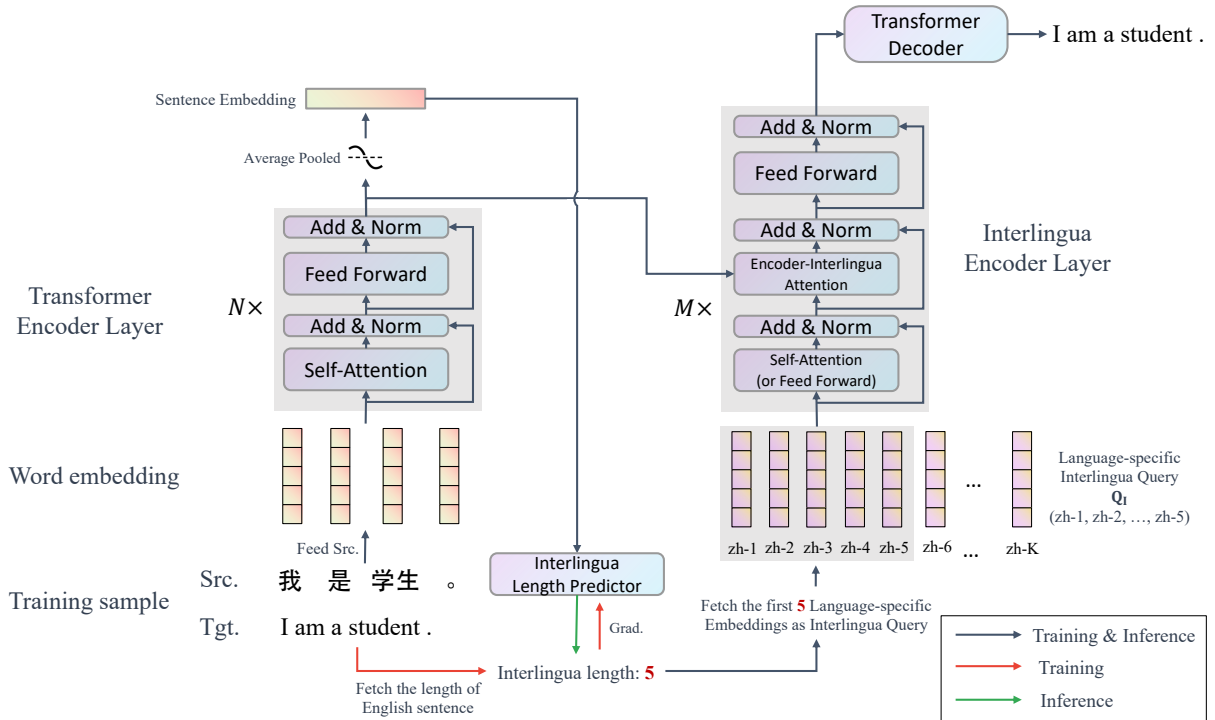 Transformer
Decoder
I am a student .
Sentence Embedding
Average Pooled
Add & Norm
Feed Forward
Add & Norm
Self-Attention
N×
Transformer
Encoder Layer
Add & Norm
Feed Forward
Add & Norm
Encoder-Interlingua
Attention
Add & Norm
Self-Attention
(or Feed Forward)
M×
Interlingua
Encoder Layer
Word embedding
Feed Src.
zh-1 zh-2 zh-3 zh-4 zh-5 zh-6 ... zh-K
...
Language-specific
Interlingua Query
Q_I
(zh-1, zh-2, ..., zh-5)
Training sample
Src. 我 是 学生 。
Tgt. I am a student .
Interlingua
Length Predictor
Grad.
Fetch the length of
English sentence
Interlingua length: 5
Fetch the first 5 Language-specific
Embeddings as Interlingua Query
Training & Inference
Training
Inference